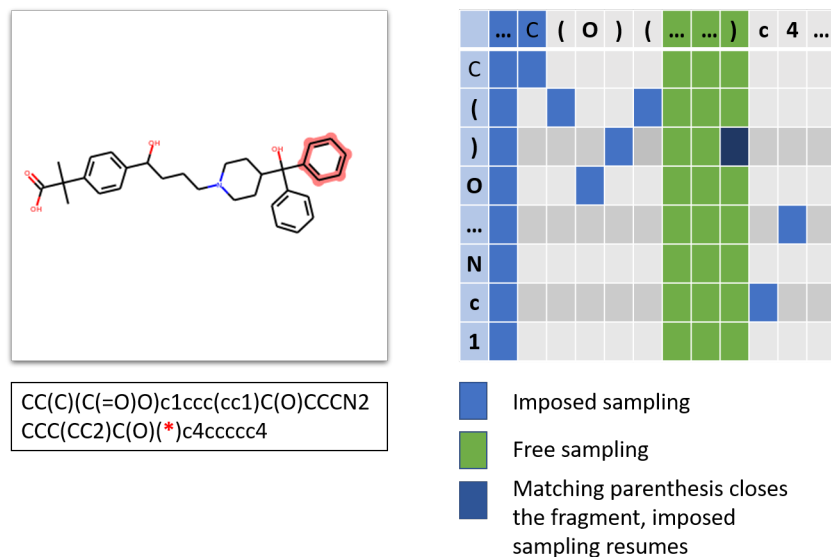 ... C ( O ) ( ... ... ) c 4 ...
C
(
)
O
...
N
c
1
OH
OH
O
OH
N
CC(C)(C(=O)O)c1ccc(cc1)C(O)CCCN2
CCC(CC2)C(O)(*)c4ccccc4
Imposed sampling
Free sampling
Matching parenthesis closes
the fragment, imposed
sampling resumes